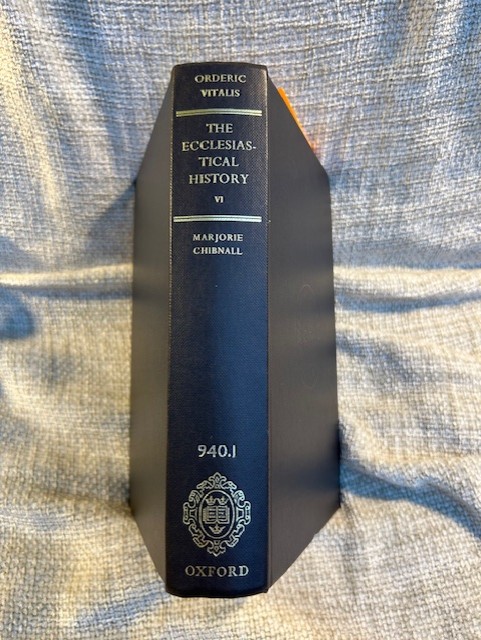 ORDERIC
VITALIS
THE
ECCLESIAS-
TICAL
HISTORY
VI
MARJORIE
CHIBNALL
940.1
OXFORD